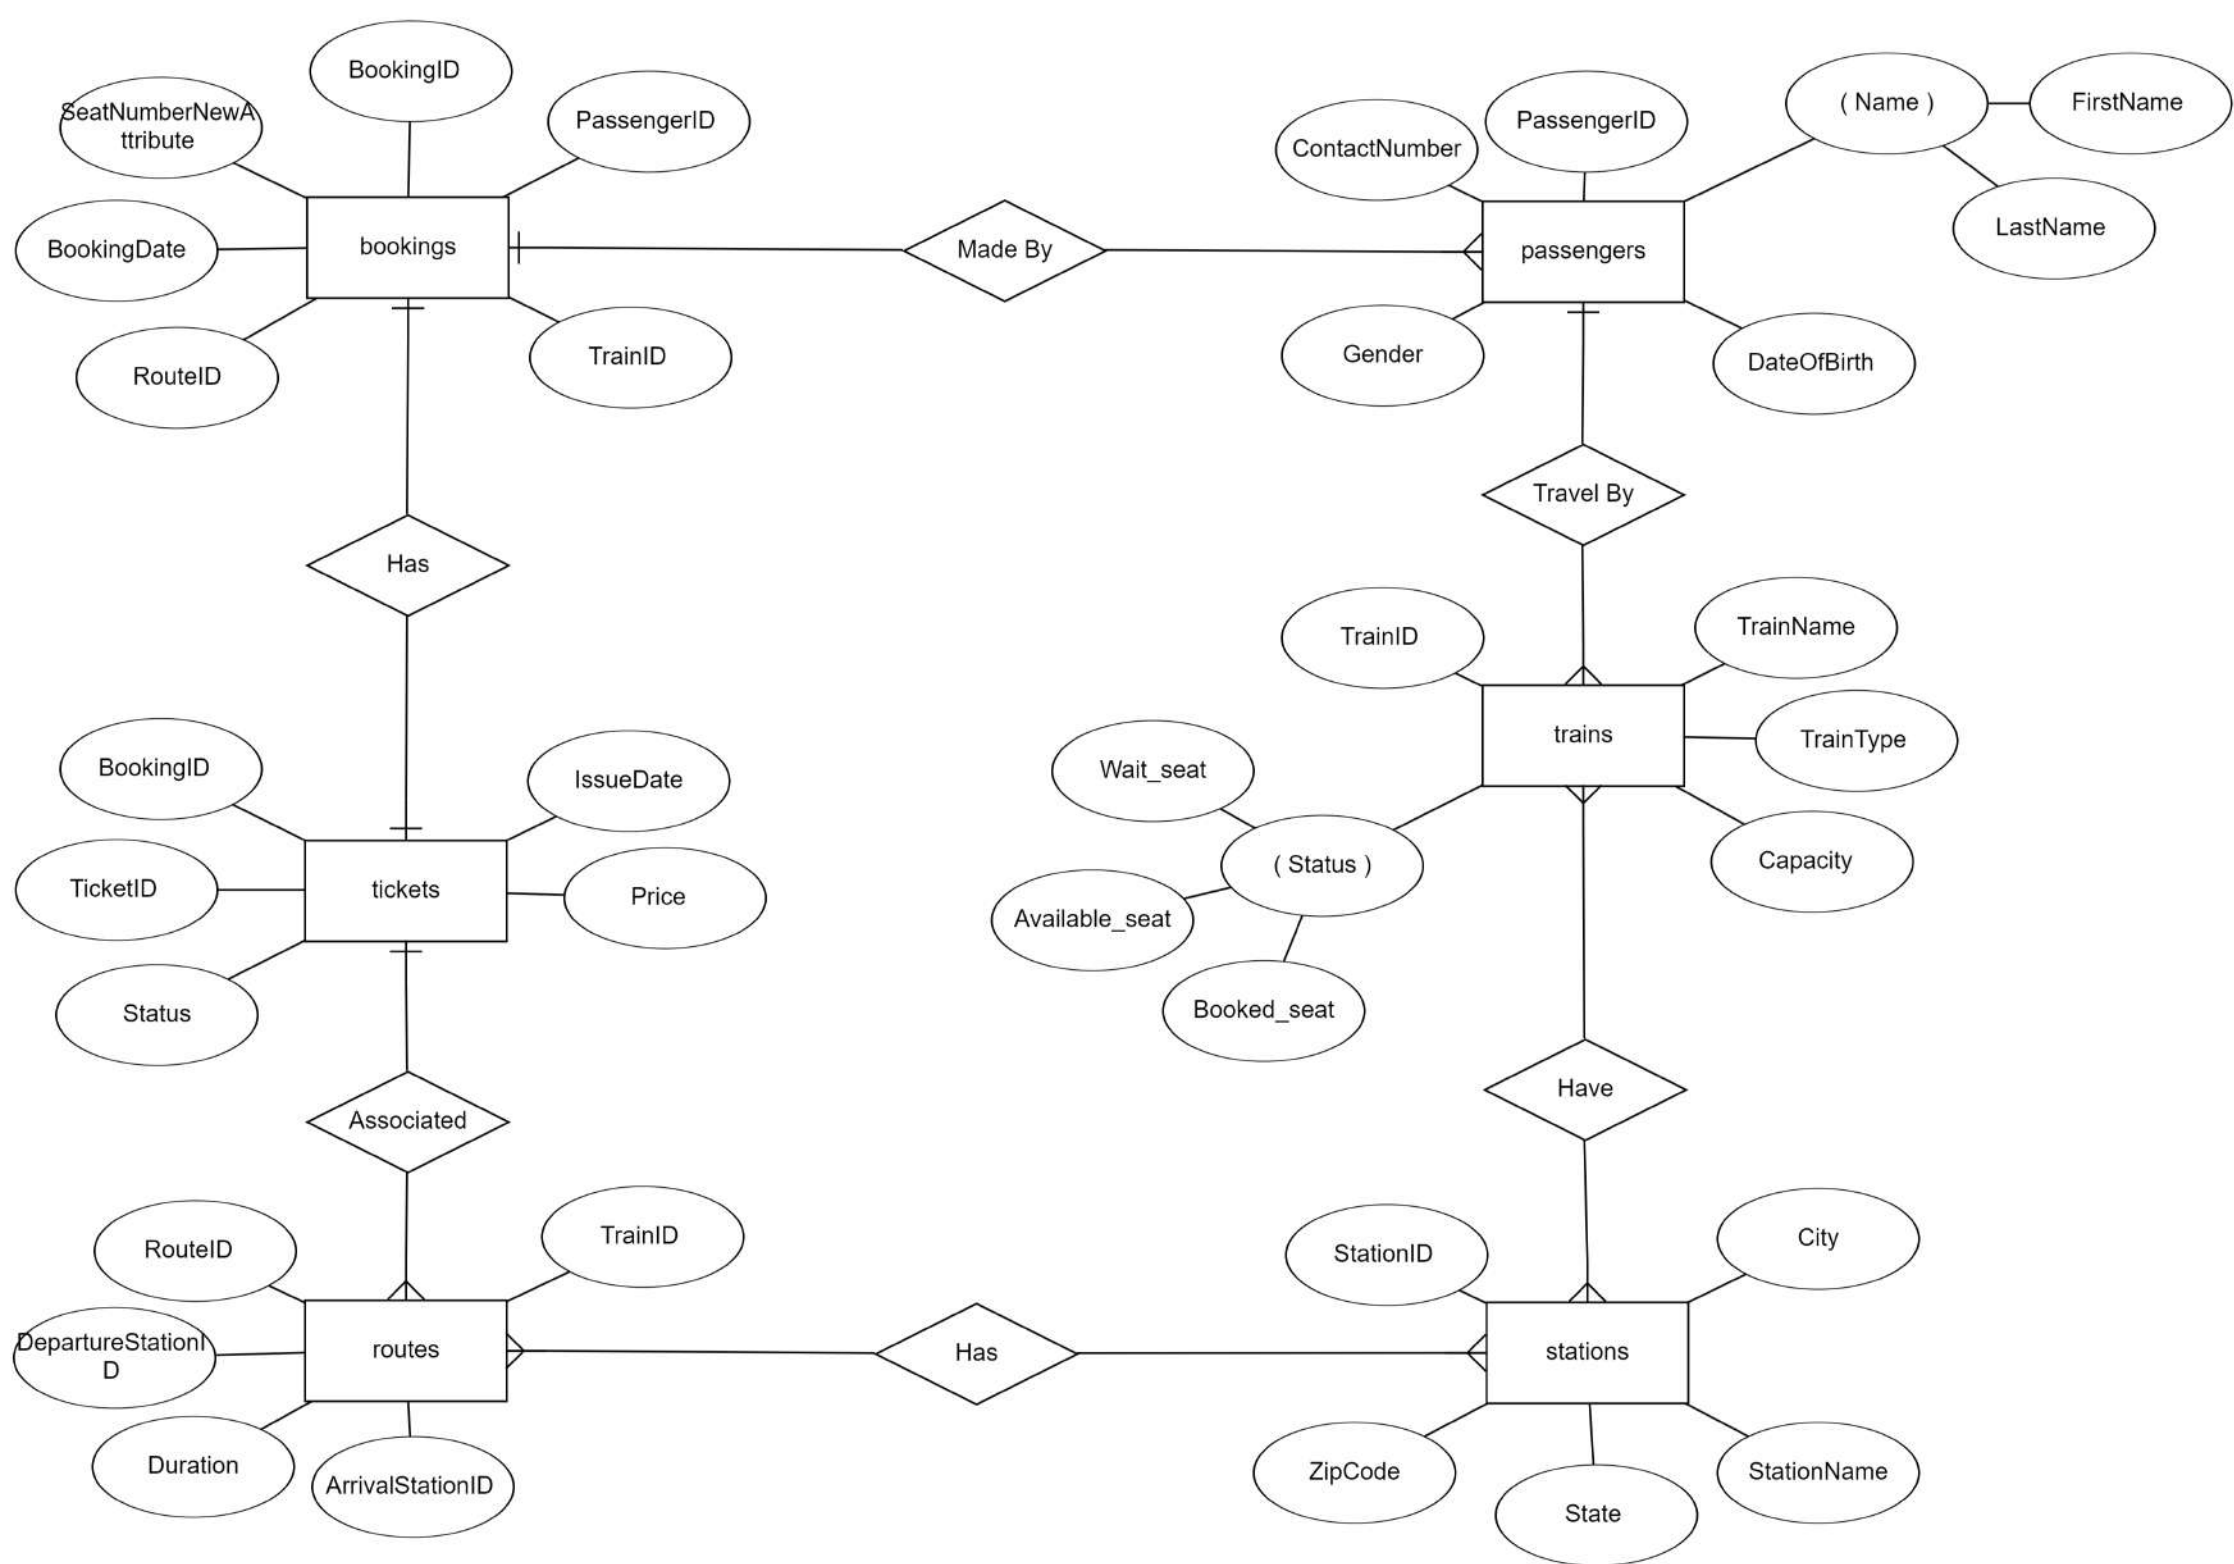 BookingID
SeatNumberNewA
ttribute
PassengerID
BookingDate
bookings
RouteID
TrainID
Made By
ContactNumber
PassengerID
( Name )
FirstName
LastName
passengers
Gender
DateOfBirth
Has
Travel By
TrainID
TrainName
trains
TrainType
Wait_seat
( Status )
Available_seat
Booked_seat
Capacity
BookingID
IssueDate
TicketID
tickets
Price
Status
Associated
Have
RouteID
TrainID
DepartureStationI
D
routes
Duration
ArrivalStationID
Has
StationID
City
stations
ZipCode
State
StationName